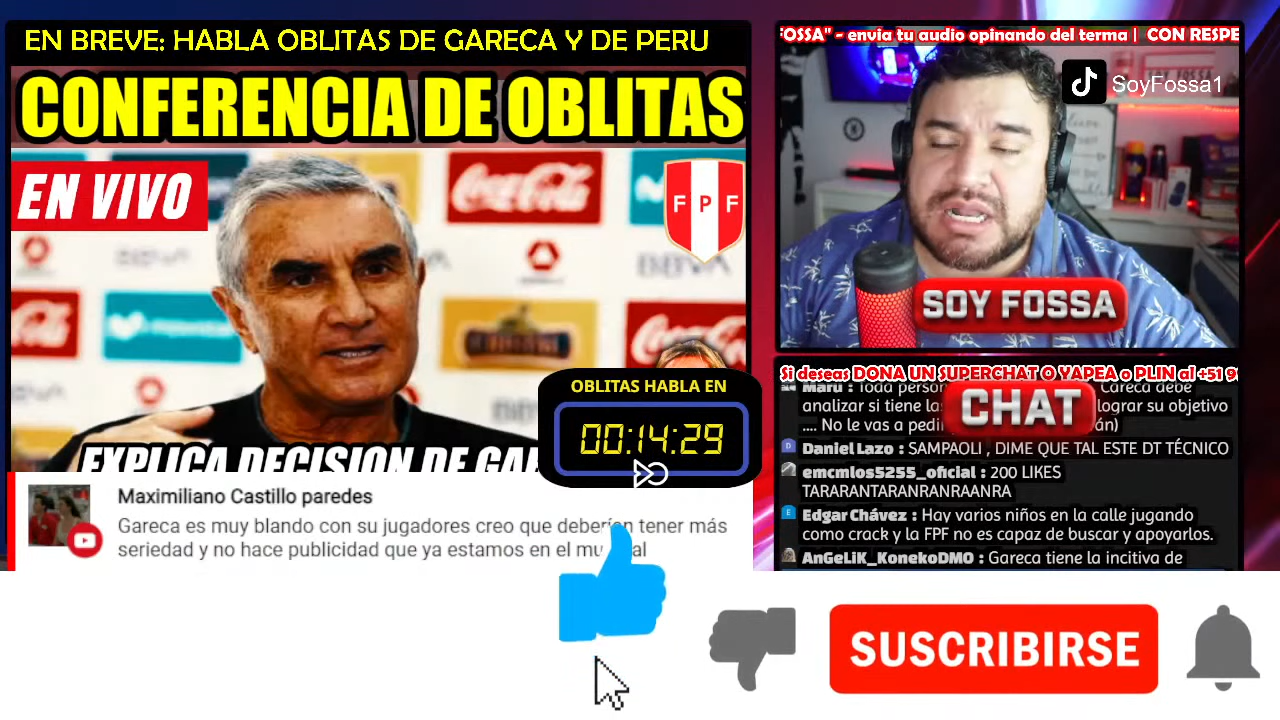 EN BREVE: HABLA OBLITAS DE GARECA Y DE PERU
CONFERENCIA DE OBLITAS
EN VIVO
FPF
Coca-Cola
BBVA
movistar
OBLITAS HABLA EN
00:14:29
EXPLICA DECISION DE GA
Maximiliano Castillo paredes
Gareca es muy blando con su jugadores creo que deberían tener más
seriedad y no hace publicidad que ya estamos en el mu al
FOSSA" - envia tu audio opinando del terma | CON RESPE
SoyFossa1
SOY FOSSA
Si deseas DONA UN SUPERCHAT O YAPEA o PLIN al +51 9
CHAT
Maru : Toda person Gareca debe
analizar si tiene las lograr su objetivo
.... No le vas a pedi án)
Daniel Lazo : SAMPAOLI , DIME QUE TAL ESTE DT TÉCNICO
emcmlos5255_oficial : 200 LIKES
TARARANTARANRANRAANRA
Edgar Chávez : Hay varios niños en la calle jugando
como crack y la FPF no es capaz de buscar y apoyarlos.
AnGeLiK_KonekoDMO : Gareca tiene la incitiva de
SUSCRIBIRSE